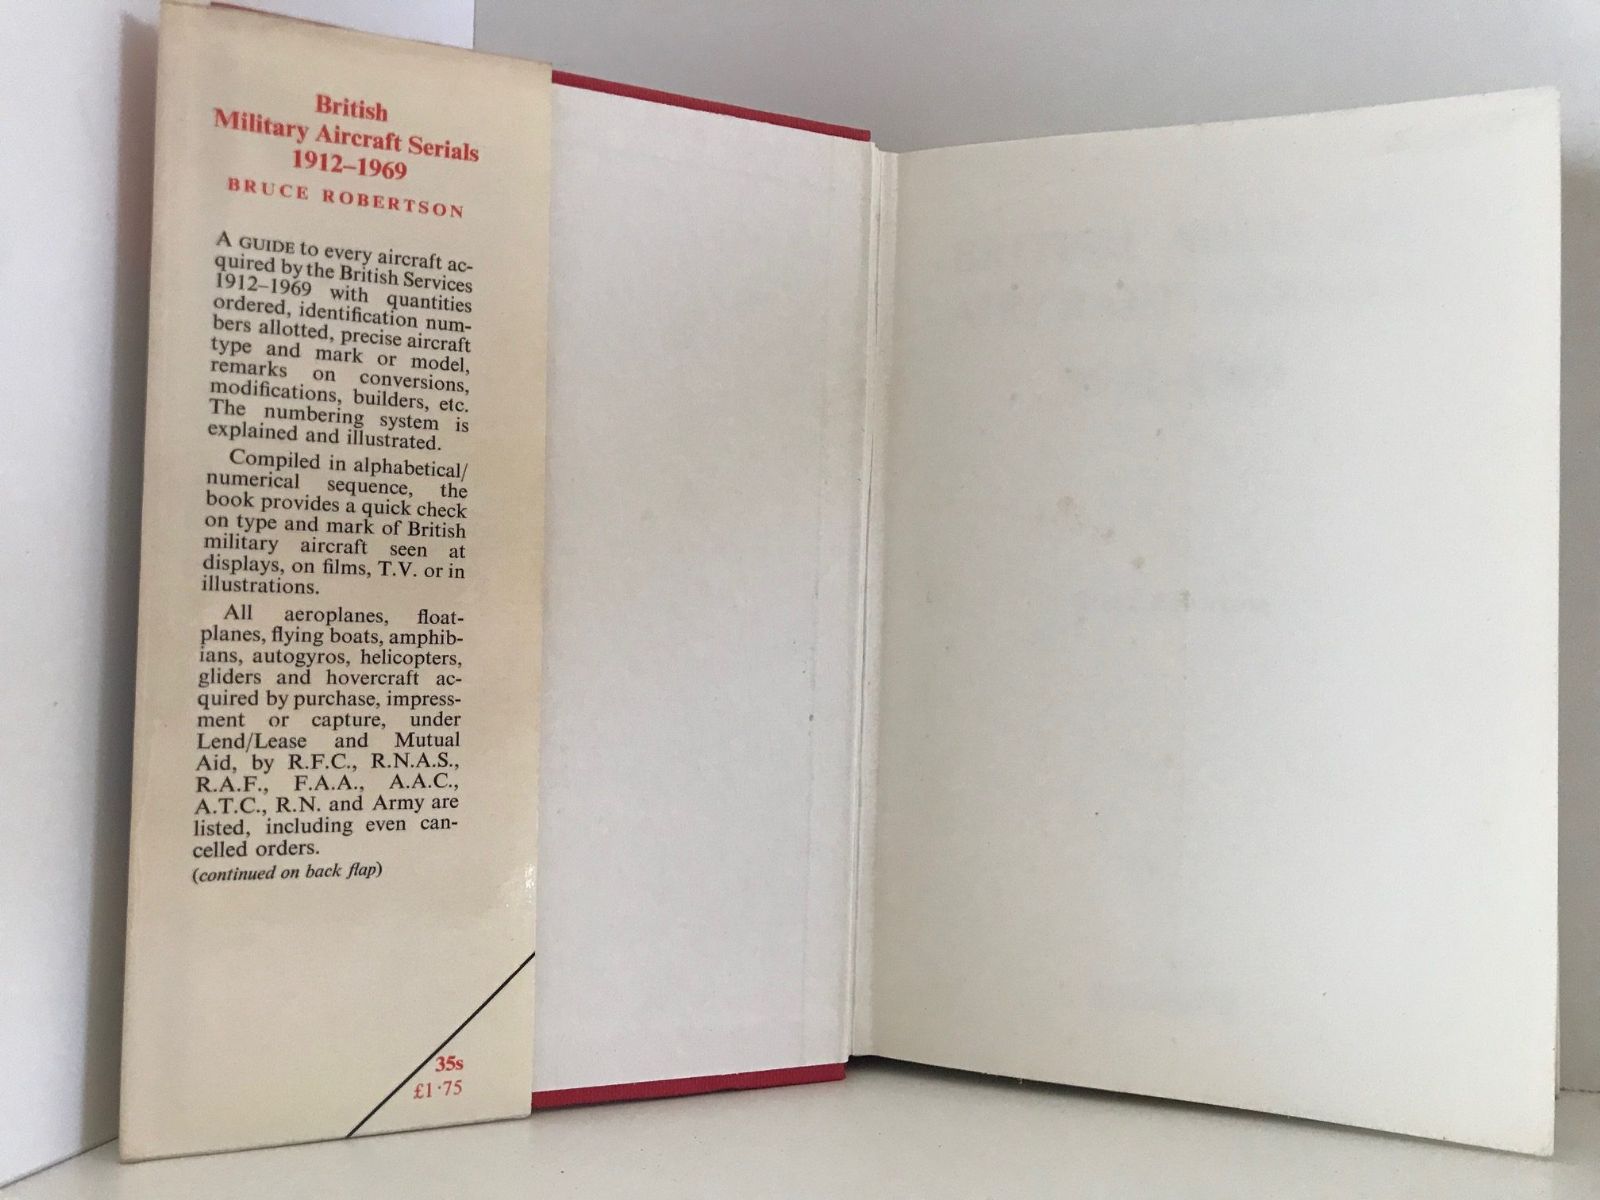 British
Military Aircraft Serials
1912–1969
BRUCE ROBERTSON
A GUIDE to every aircraft ac-
quired by the British Services
1912–1969 with quantities
ordered, identification num-
bers allotted, precise aircraft
type and mark or model,
remarks on conversions,
modifications, builders, etc.
The numbering system is
explained and illustrated.
Compiled in alphabetical/
numerical sequence, the
book provides a quick check
on type and mark of British
military aircraft seen at
displays, on films, T.V. or in
illustrations.
All aeroplanes, float-
planes, flying boats, amphib-
ians, autogyros, helicopters,
gliders and hovercraft ac-
quired by purchase, impress-
ment or capture, under
Lend/Lease and Mutual
Aid, by R.F.C., R.N.A.S.,
R.A.F., F.A.A., A.A.C.,
A.T.C., R.N. and Army are
listed, including even can-
celled orders.
(continued on back flap)
35s
£1·75